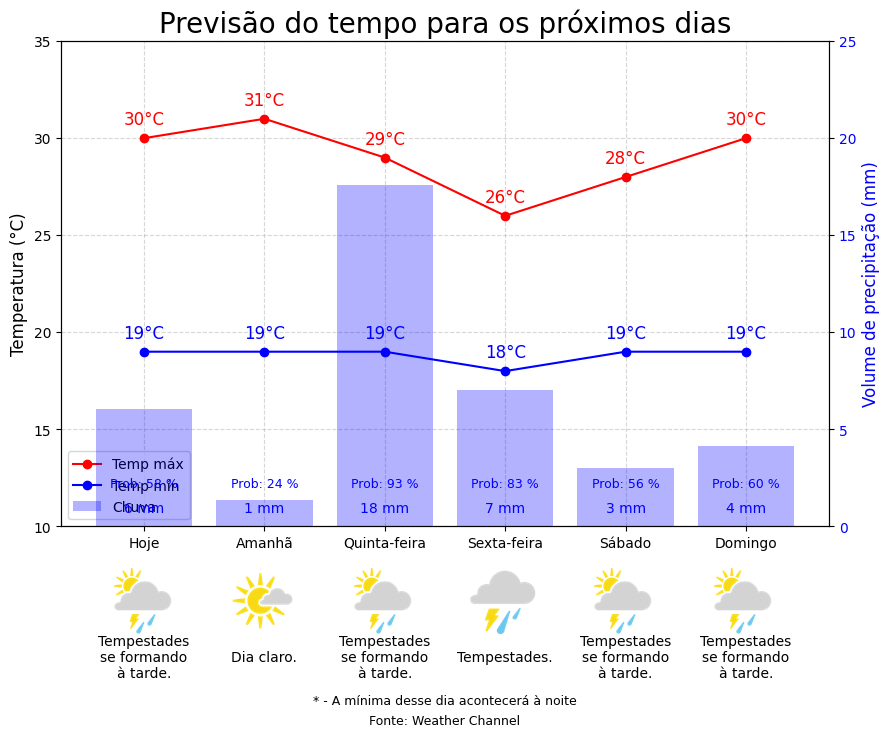 Previsão do tempo para os próximos dias
Temperatura (°C)
Volume de precipitação (mm)
35
30
25
20
15
10
25
20
15
10
5
0
30°C
31°C
29°C
26°C
28°C
30°C
19°C
19°C
19°C
18°C
19°C
19°C
Temp máx
Temp mín
Chuva
Prob: 58 %
Prob: 24 %
Prob: 93 %
Prob: 83 %
Prob: 56 %
Prob: 60 %
6 mm
1 mm
18 mm
7 mm
3 mm
4 mm
Hoje
Amanhã
Quinta-feira
Sexta-feira
Sábado
Domingo
Tempestades
se formando
à tarde.
Dia claro.
Tempestades
se formando
à tarde.
Tempestades.
Tempestades
se formando
à tarde.
Tempestades
se formando
à tarde.
* - A mínima desse dia acontecerá à noite
Fonte: Weather Channel